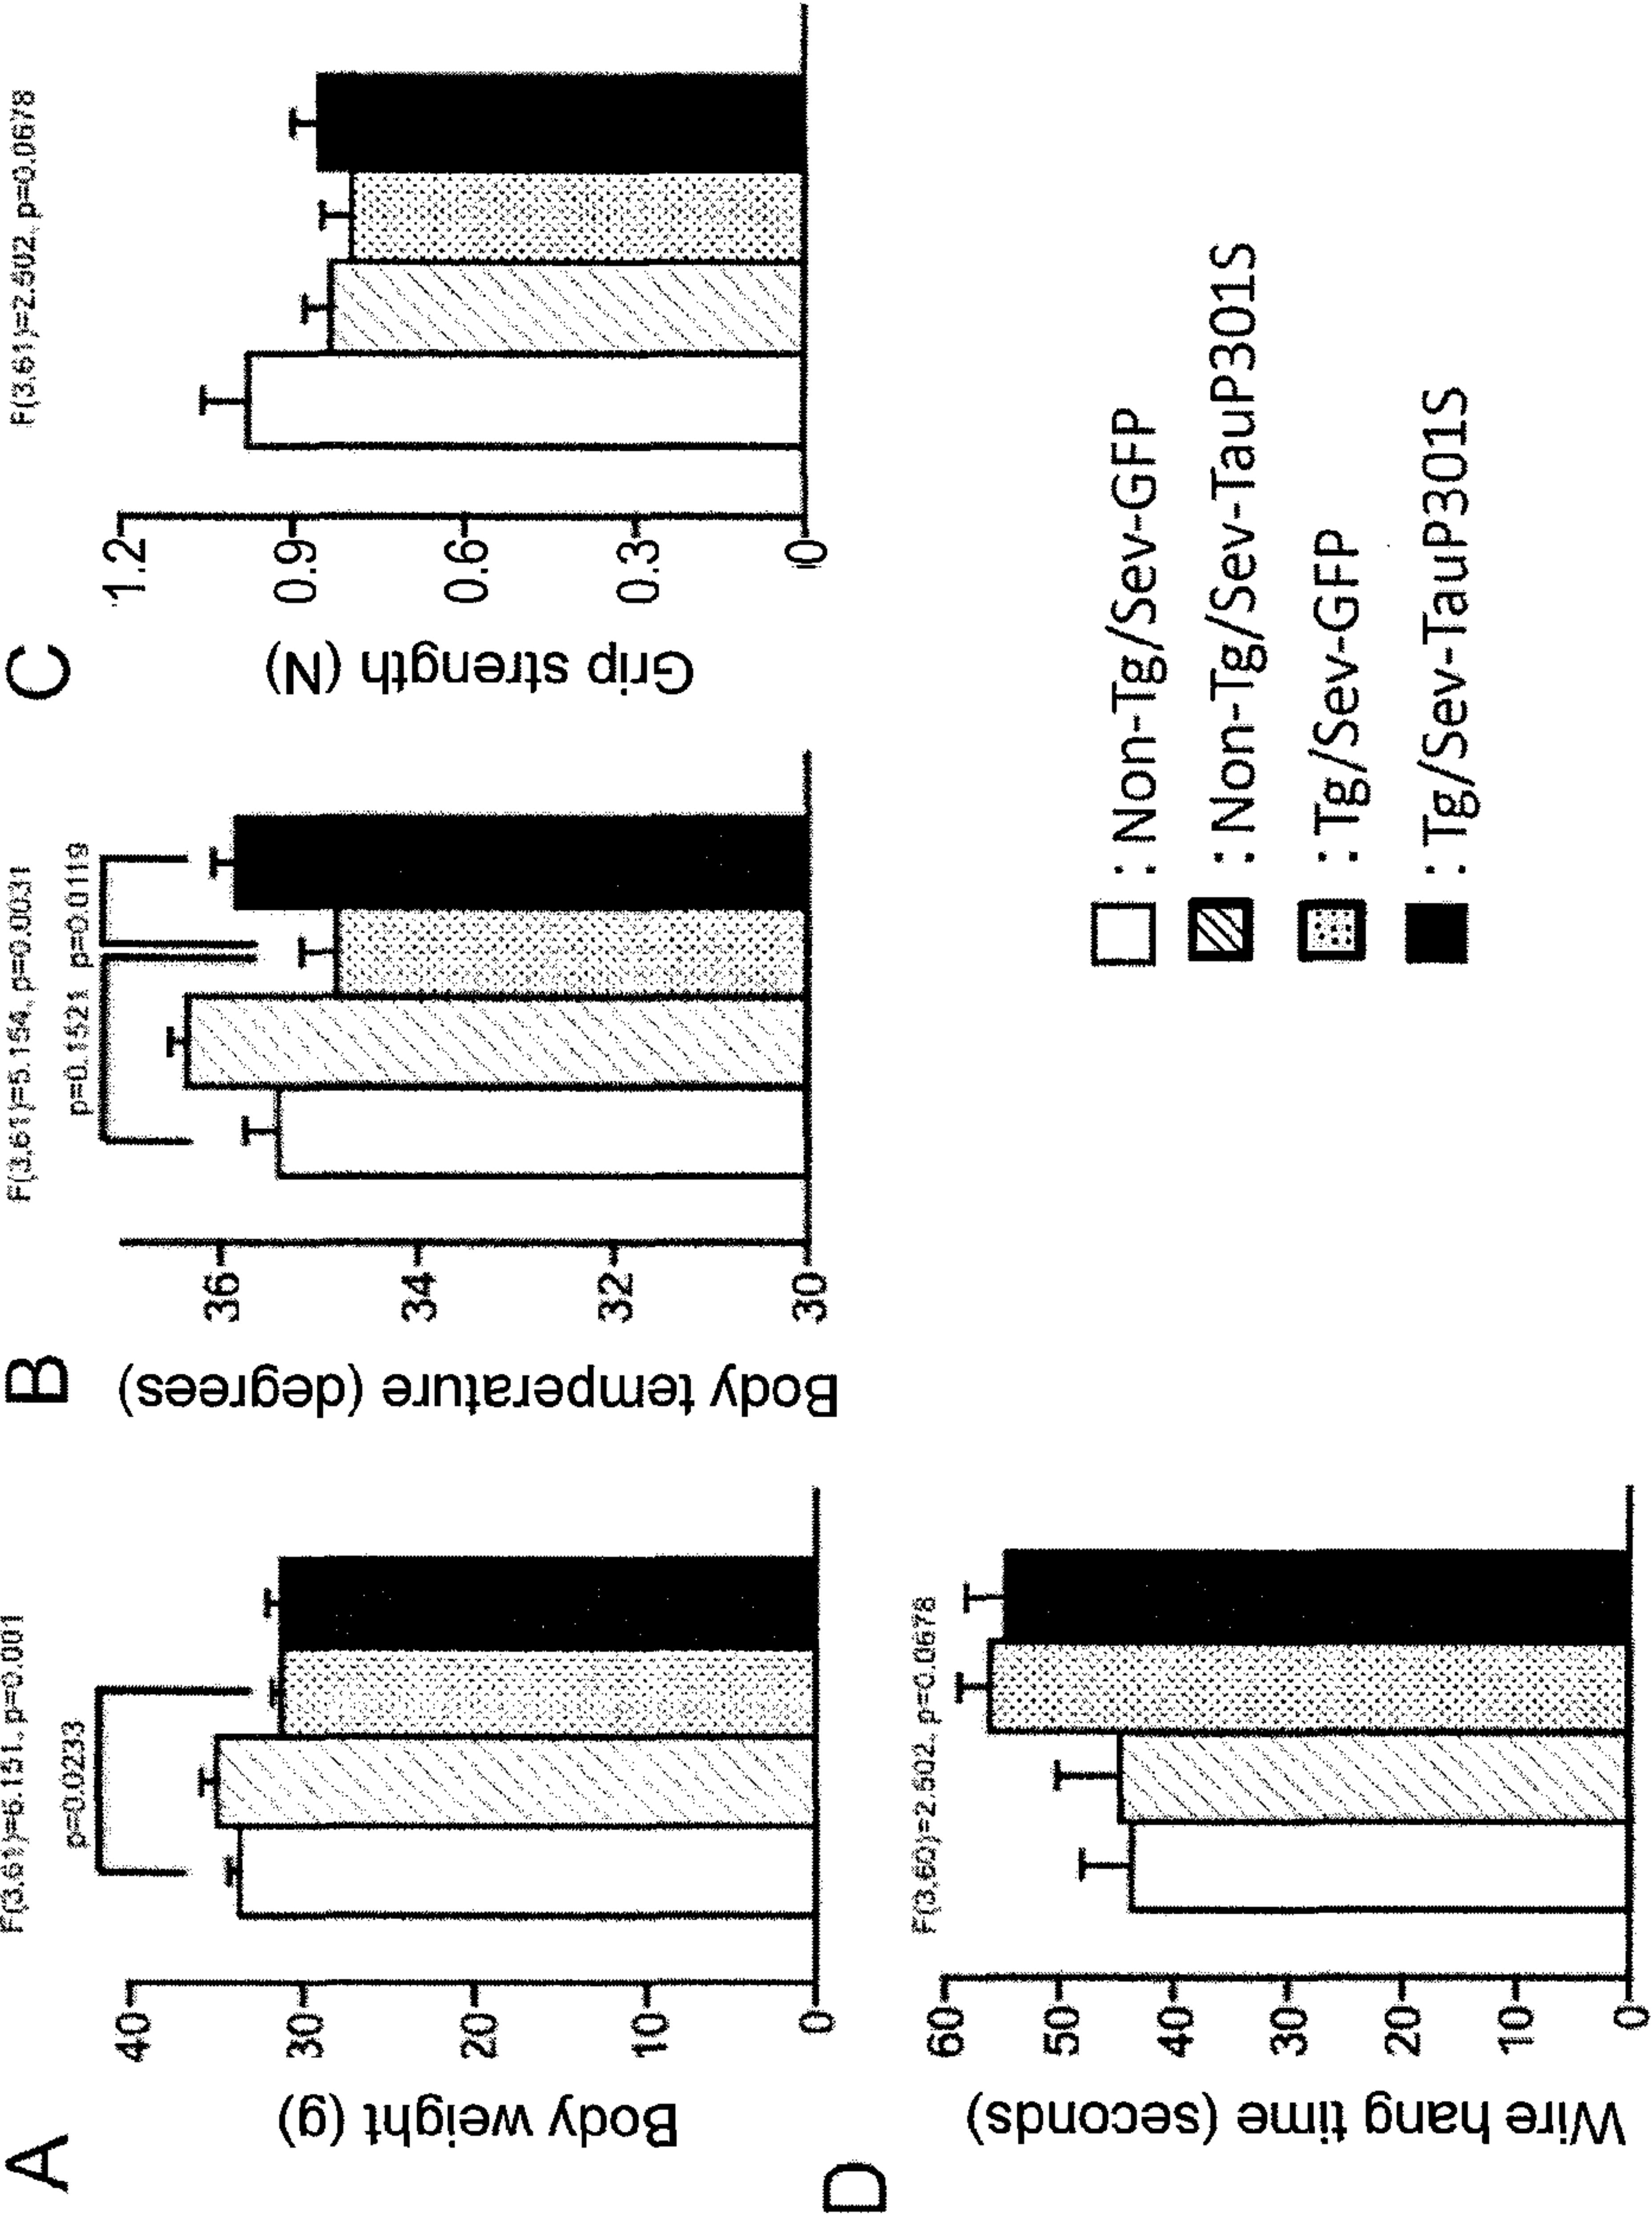 A
F(3,61)=6.151, p=0.001
p=0.0233
Body weight (g)
40
30
20
10
0
B
F(3,61)=5.154, p=0.0031
p=0.1521 p=0.0119
Body temperature (degrees)
36
34
32
30
C
F(3,61)=2.502, p=0.0678
Grip strength (N)
1.2
0.9
0.6
0.3
0
D
F(3,60)=2.502, p=0.0678
Wire hang time (seconds)
60
50
40
30
20
10
0
: Non-Tg/Sev-GFP
: Non-Tg/Sev-TauP301S
: Tg/Sev-GFP
: Tg/Sev-TauP301S